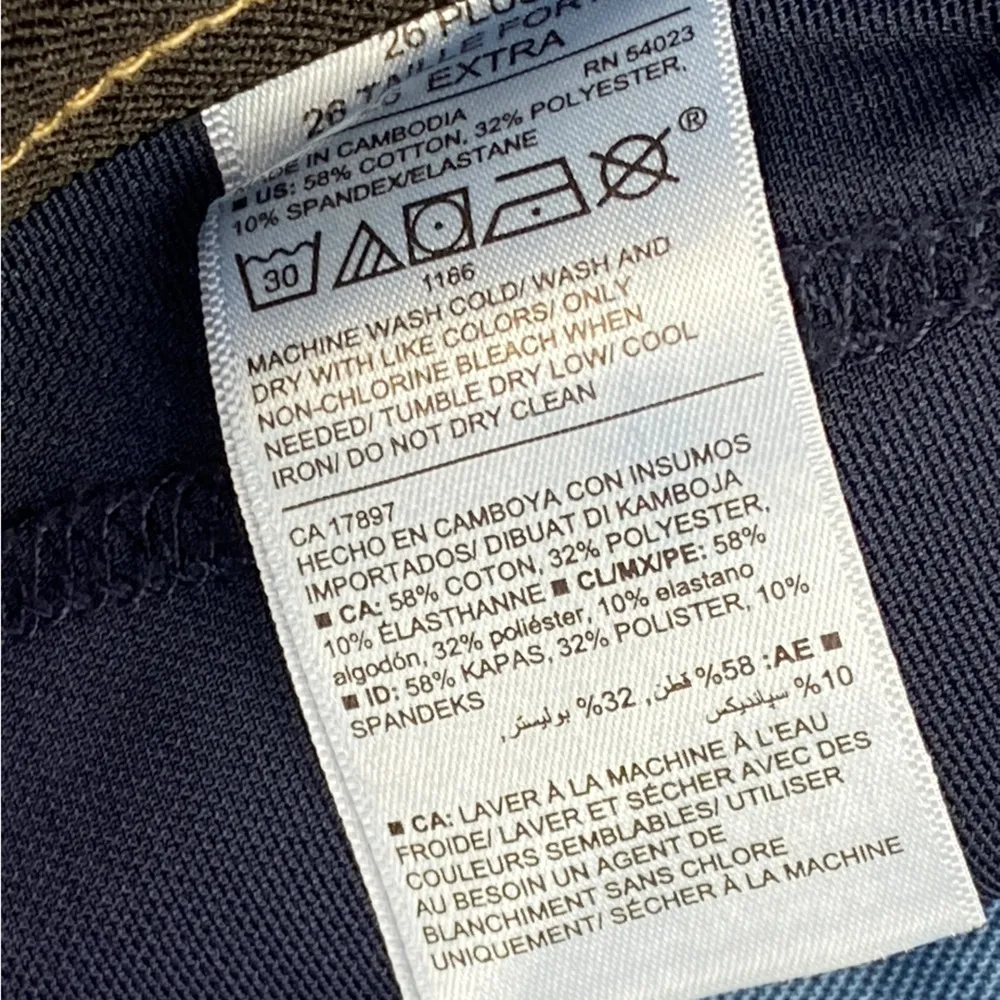 26 PLUS
26 TAILLE FORTE
EXTRA
RN 54023
MADE IN CAMBODIA
■ US: 58% COTTON, 32% POLYESTER,
10% SPANDEX/ELASTANE
®
30
1186
MACHINE WASH COLD/ WASH AND
DRY WITH LIKE COLORS/ ONLY
NON-CHLORINE BLEACH WHEN
NEEDED/ TUMBLE DRY LOW/ COOL
IRON/ DO NOT DRY CLEAN
CA 17897
HECHO EN CAMBOYA CON INSUMOS
IMPORTADOS/ DIBUAT DI KAMBOJA
■ CA: 58% COTON, 32% POLYESTER,
10% ÉLASTHANNE ■ CL/MX/PE: 58%
algodón, 32% poliéster, 10% elastano
■ ID: 58% KAPAS, 32% POLISTER, 10%
SPANDEKS
■ AE: 58% قطن, 32% بوليستر,
10% سباندیکس
■ CA: LAVER À LA MACHINE À L'EAU
FROIDE/ LAVER ET SÉCHER AVEC DES
COULEURS SEMBLABLES/ UTILISER
AU BESOIN UN AGENT DE
BLANCHIMENT SANS CHLORE
UNIQUEMENT/ SÉCHER À LA MACHINE